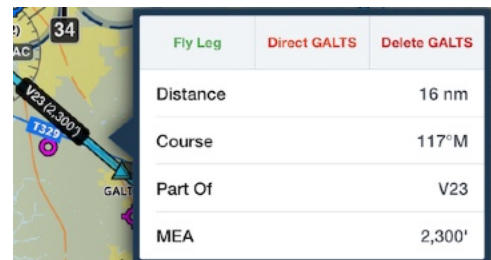 34
AC
V23 (2,300')
T329
GALT
Fly Leg Direct GALTS Delete GALTS
Distance 16 nm
Course 117°M
Part Of V23
MEA 2,300'